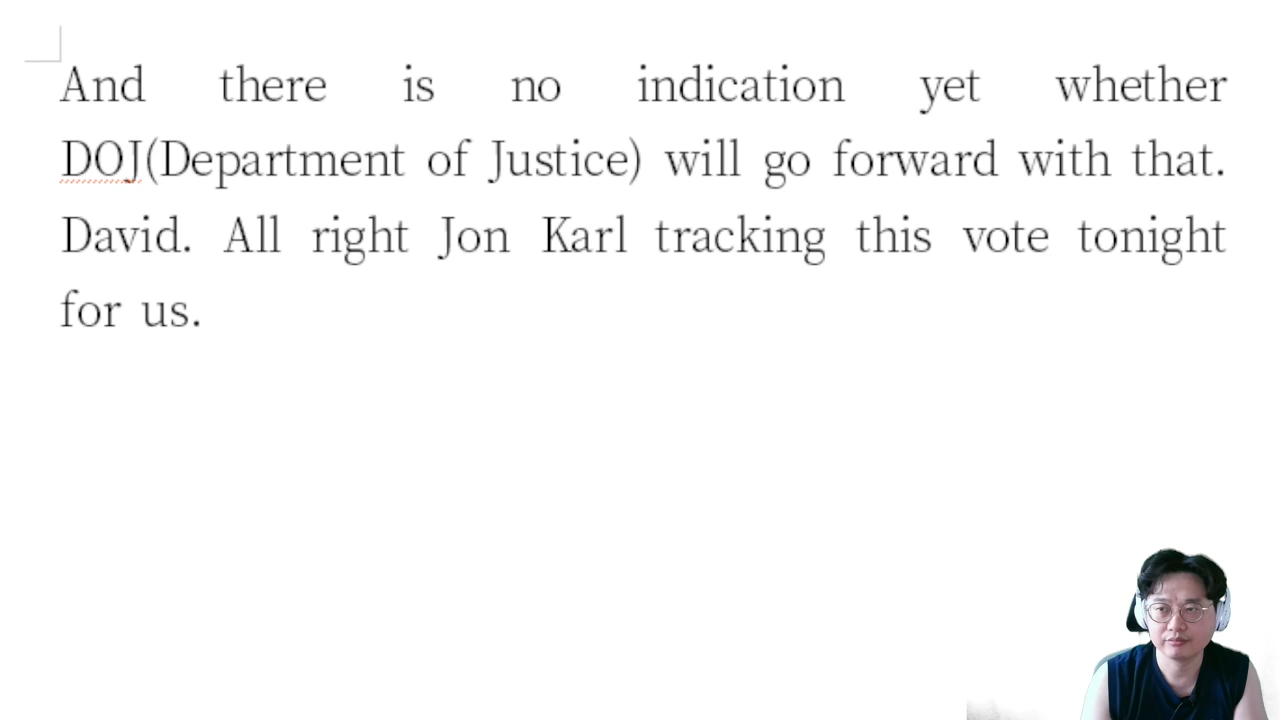 And there is no indication yet whether
DOJ(Department of Justice) will go forward with that.
David. All right Jon Karl tracking this vote tonight
for us.